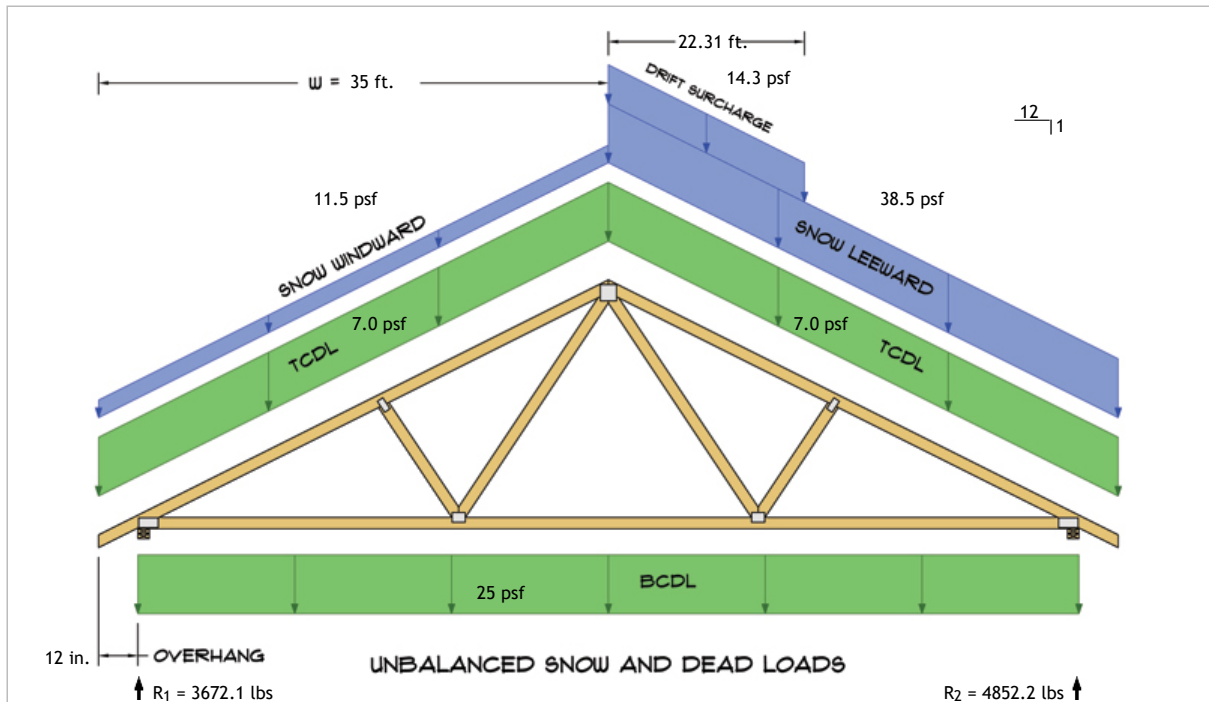 22.31 ft.
W = 35 ft.
DRIFT SURCHARGE
14.3 psf
12
1
11.5 psf
38.5 psf
SNOW WINDWARD
SNOW LEEWARD
7.0 psf
7.0 psf
TCDL
TCDL
25 psf
BCDL
12 in.
OVERHANG
UNBALANCED SNOW AND DEAD LOADS
R1 = 3672.1 lbs
R2 = 4852.2 lbs